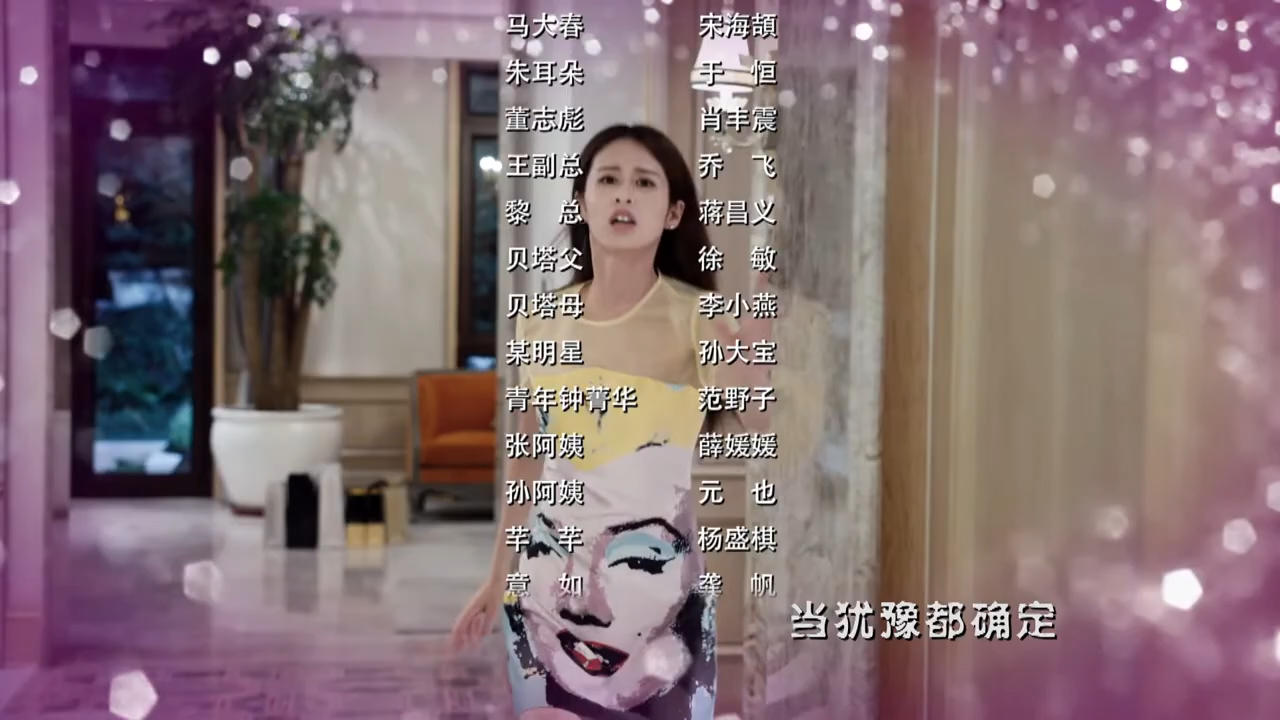 马大春 宋海颉
朱耳朵 于 恒
董志彪 肖丰震
王副总 乔 飞
黎 总 蒋昌义
贝塔父 徐 敏
贝塔母 李小燕
某明星 孙大宝
青年钟菁华 范野子
张阿姨 薛媛媛
孙阿姨 元 也
芊 芊 杨盛棋
意 如 龚 帆
当犹豫都确定